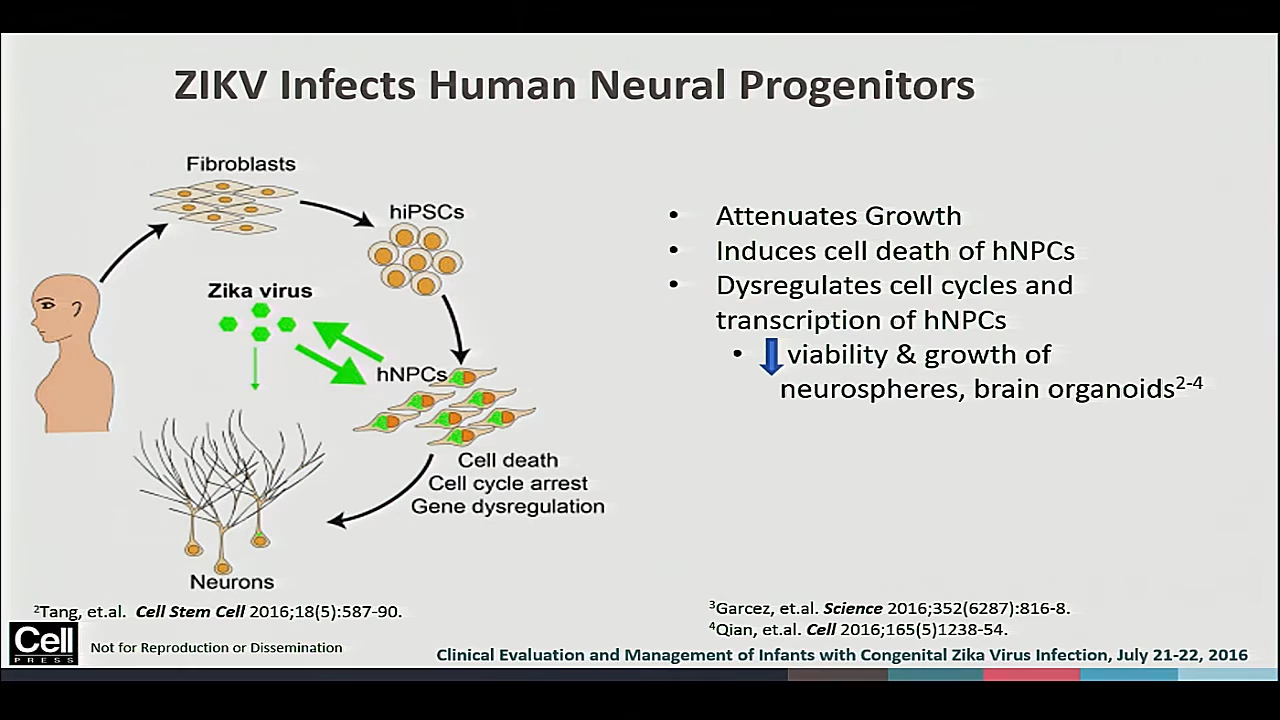 ZIKV Infects Human Neural Progenitors
Fibroblasts
hiPSCs
Zika virus
hNPCs
Cell death
Cell cycle arrest
Gene dysregulation
Neurons
• Attenuates Growth
• Induces cell death of hNPCs
• Dysregulates cell cycles and
transcription of hNPCs
• viability & growth of
neurospheres, brain organoids2-4
2Tang, et.al. Cell Stem Cell 2016;18(5):587-90.
3Garcez, et.al. Science 2016;352(6287):816-8.
4Qian, et.al. Cell 2016;165(5)1238-54.
Cell
PRESS
Not for Reproduction or Dissemination
Clinical Evaluation and Management of Infants with Congenital Zika Virus Infection, July 21-22, 2016